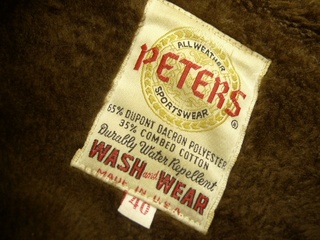 ALL WEATHER
PETERS
SPORTSWEAR
®
65% DUPONT DACRON POLYESTER
35% COMBED COTTON
Durably Water Repellent
WASH and WEAR
MADE IN U.S.A.
40